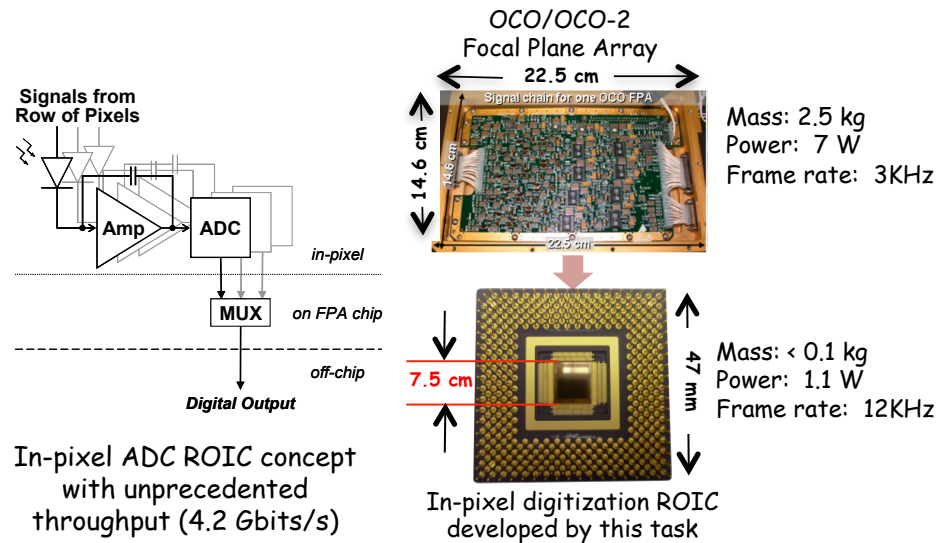 OCO/OCO-2
Focal Plane Array
22.5 cm
Signals from
Row of Pixels
Amp
ADC
in-pixel
MUX
on FPA chip
off-chip
Digital Output
In-pixel ADC ROIC concept
with unprecedented
throughput (4.2 Gbits/s)
14.6 cm
Signal chain for one OCO FPA
14.6 cm
22.5 cm
Mass: 2.5 kg
Power: 7 W
Frame rate: 3KHz
7.5 cm
47 mm
Mass: < 0.1 kg
Power: 1.1 W
Frame rate: 12KHz
In-pixel digitization ROIC
developed by this task